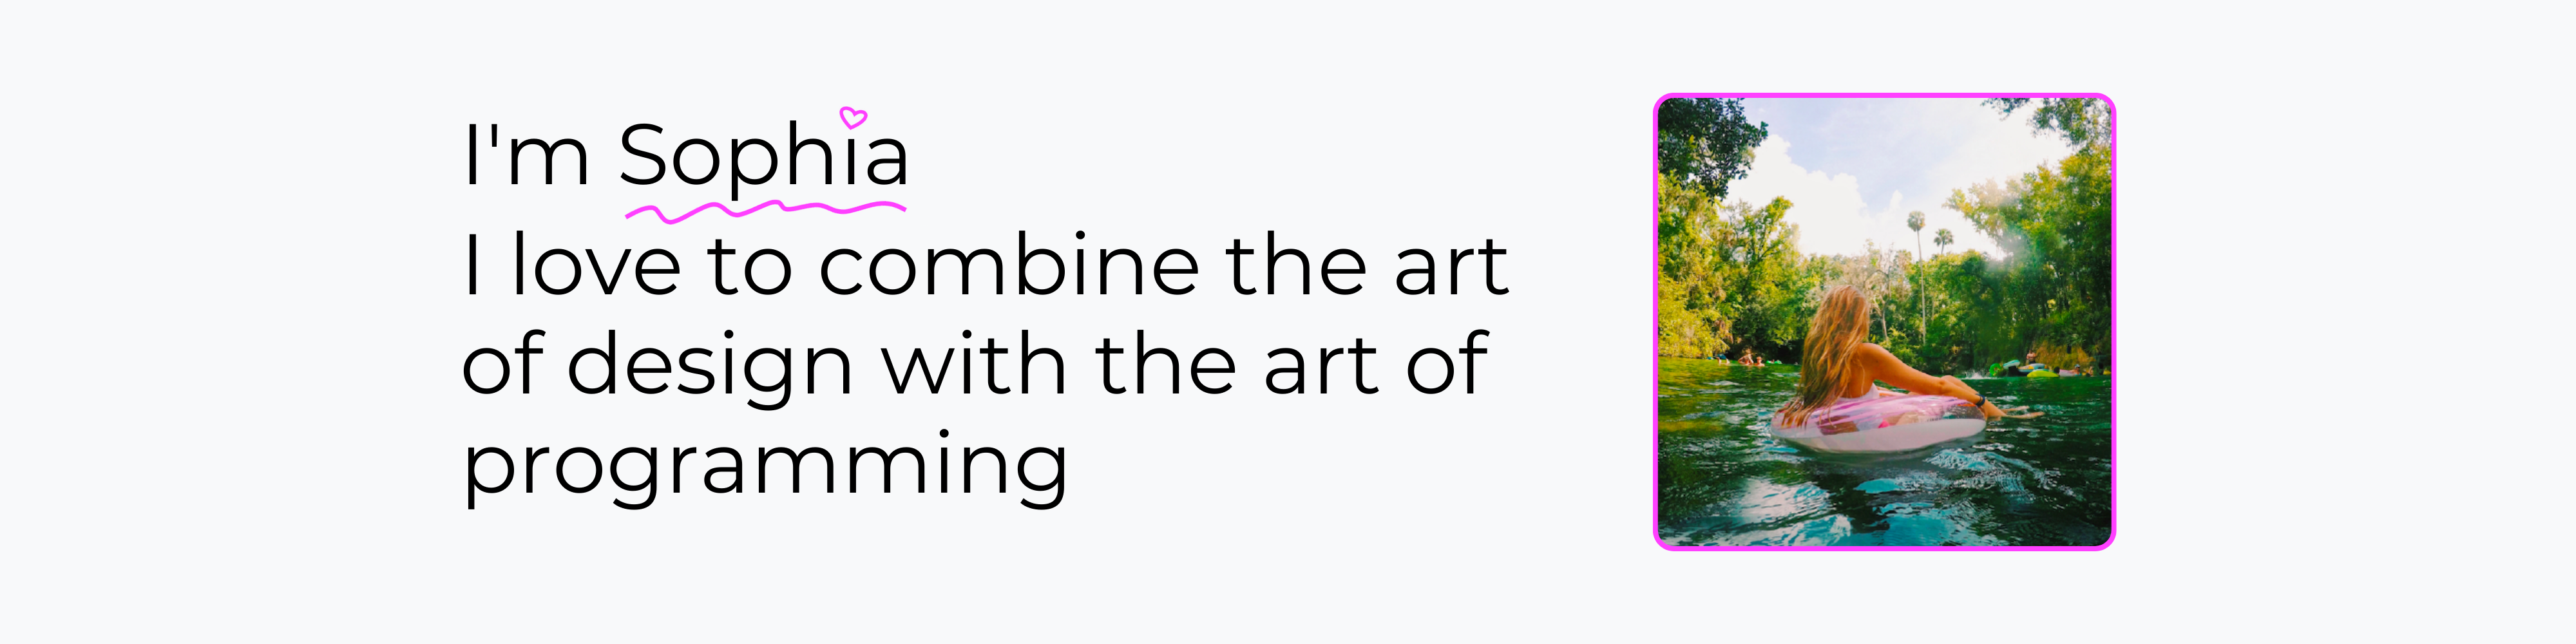 I'm Sophia
I love to combine the art
of design with the art of
programming